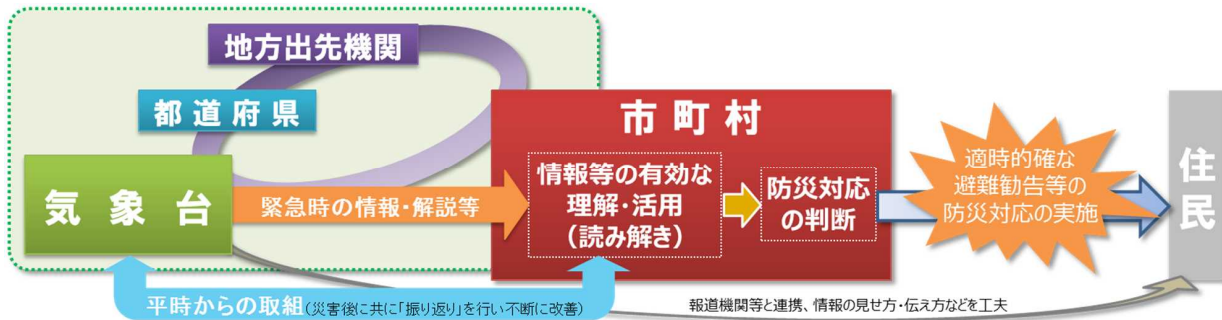 地方出先機関
都道府県
気象台
緊急時の情報・解説等
市町村
情報等の有効な
理解・活用
（読み解き）
防災対応
の判断
適時的確な
避難勧告等の
防災対応の実施
住民
平時からの取組（災害後に共に「振り返り」を行い不断に改善）
報道機関等と連携、情報の見せ方・伝え方などを工夫